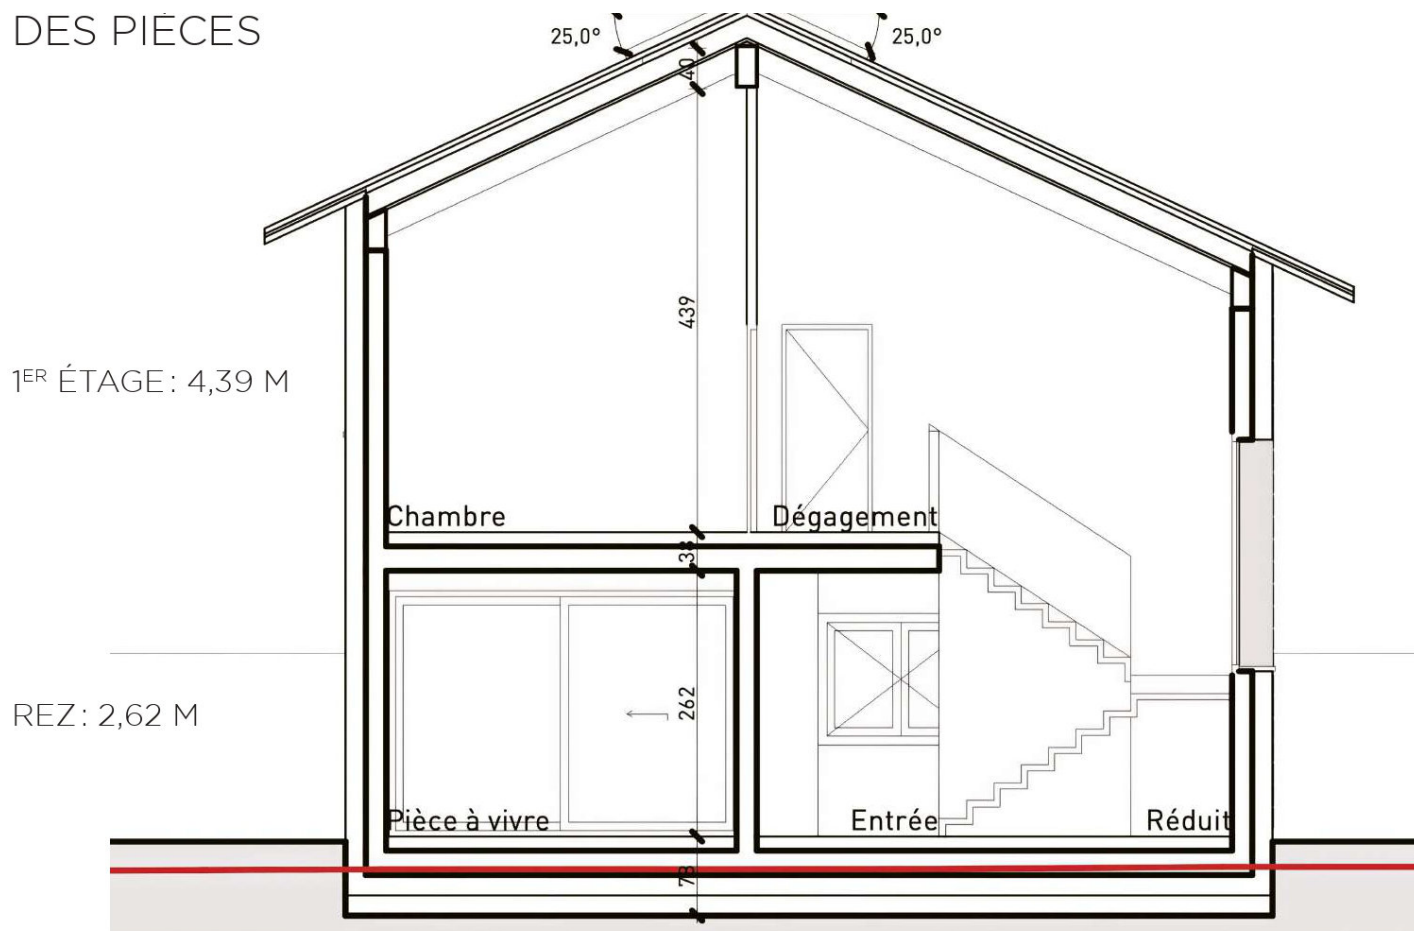 DES PIÈCES
25,0°
25,0°
40
439
1ER ÉTAGE : 4,39 M
Chambre
Dégagement
38
REZ : 2,62 M
262
Pièce à vivre
Entrée
Réduit
78